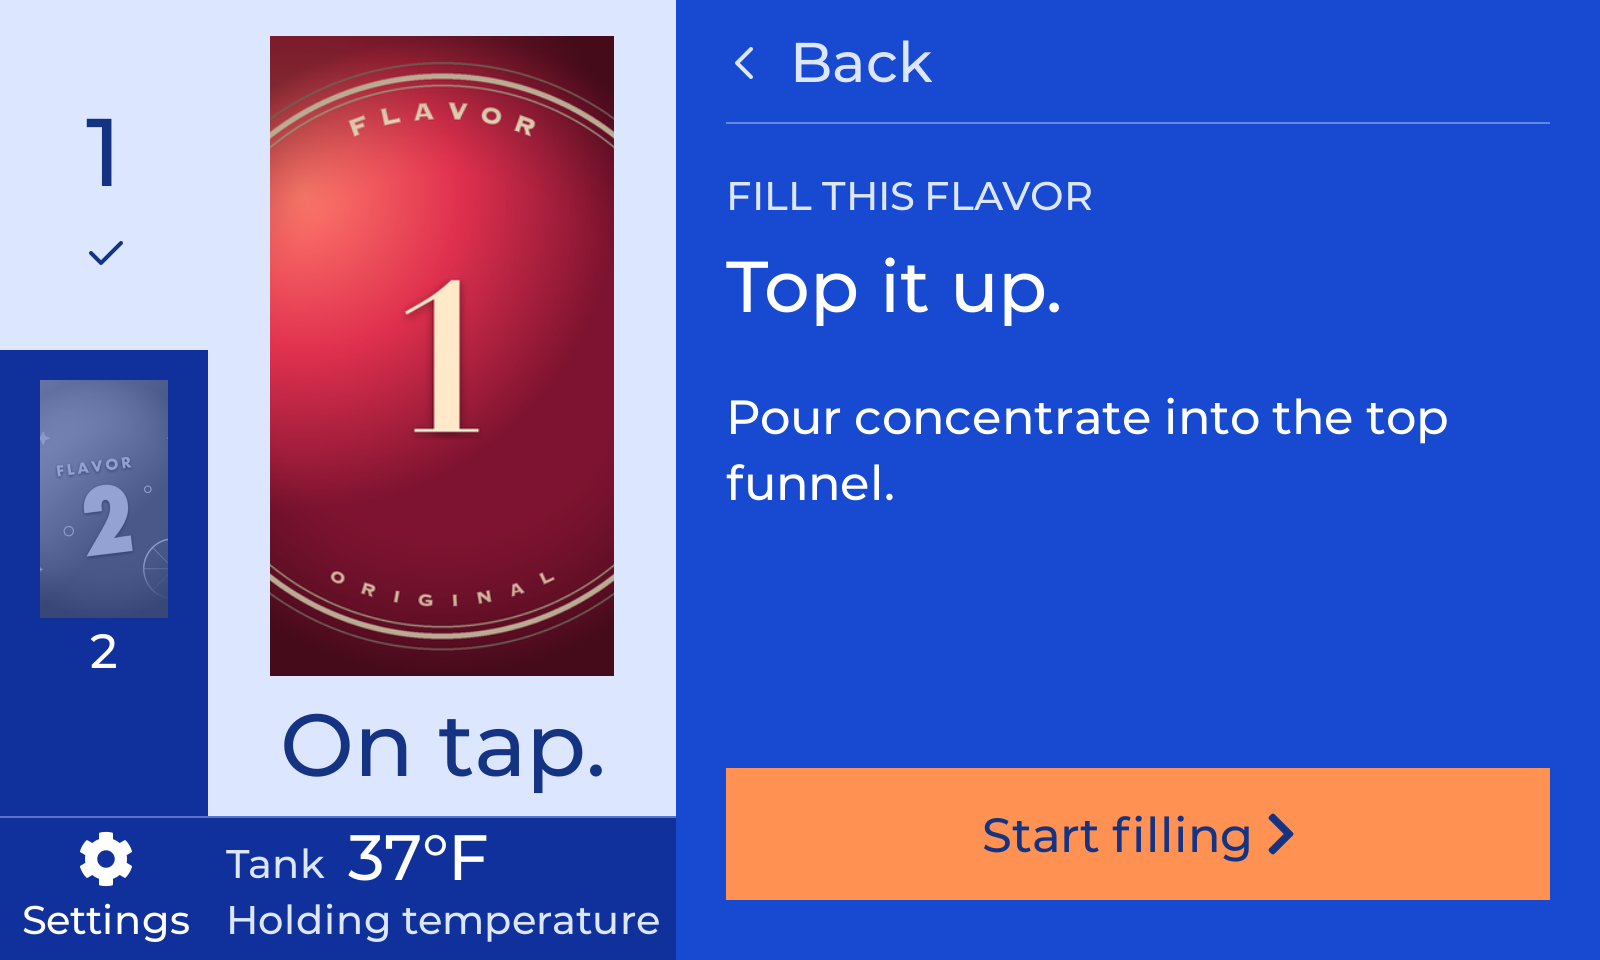 1
FLAVOR
2
2
FLAVOR
1
ORIGINAL
On tap.
Settings
Tank 37°F
Holding temperature
Back
FILL THIS FLAVOR
Top it up.
Pour concentrate into the top
funnel.
Start filling